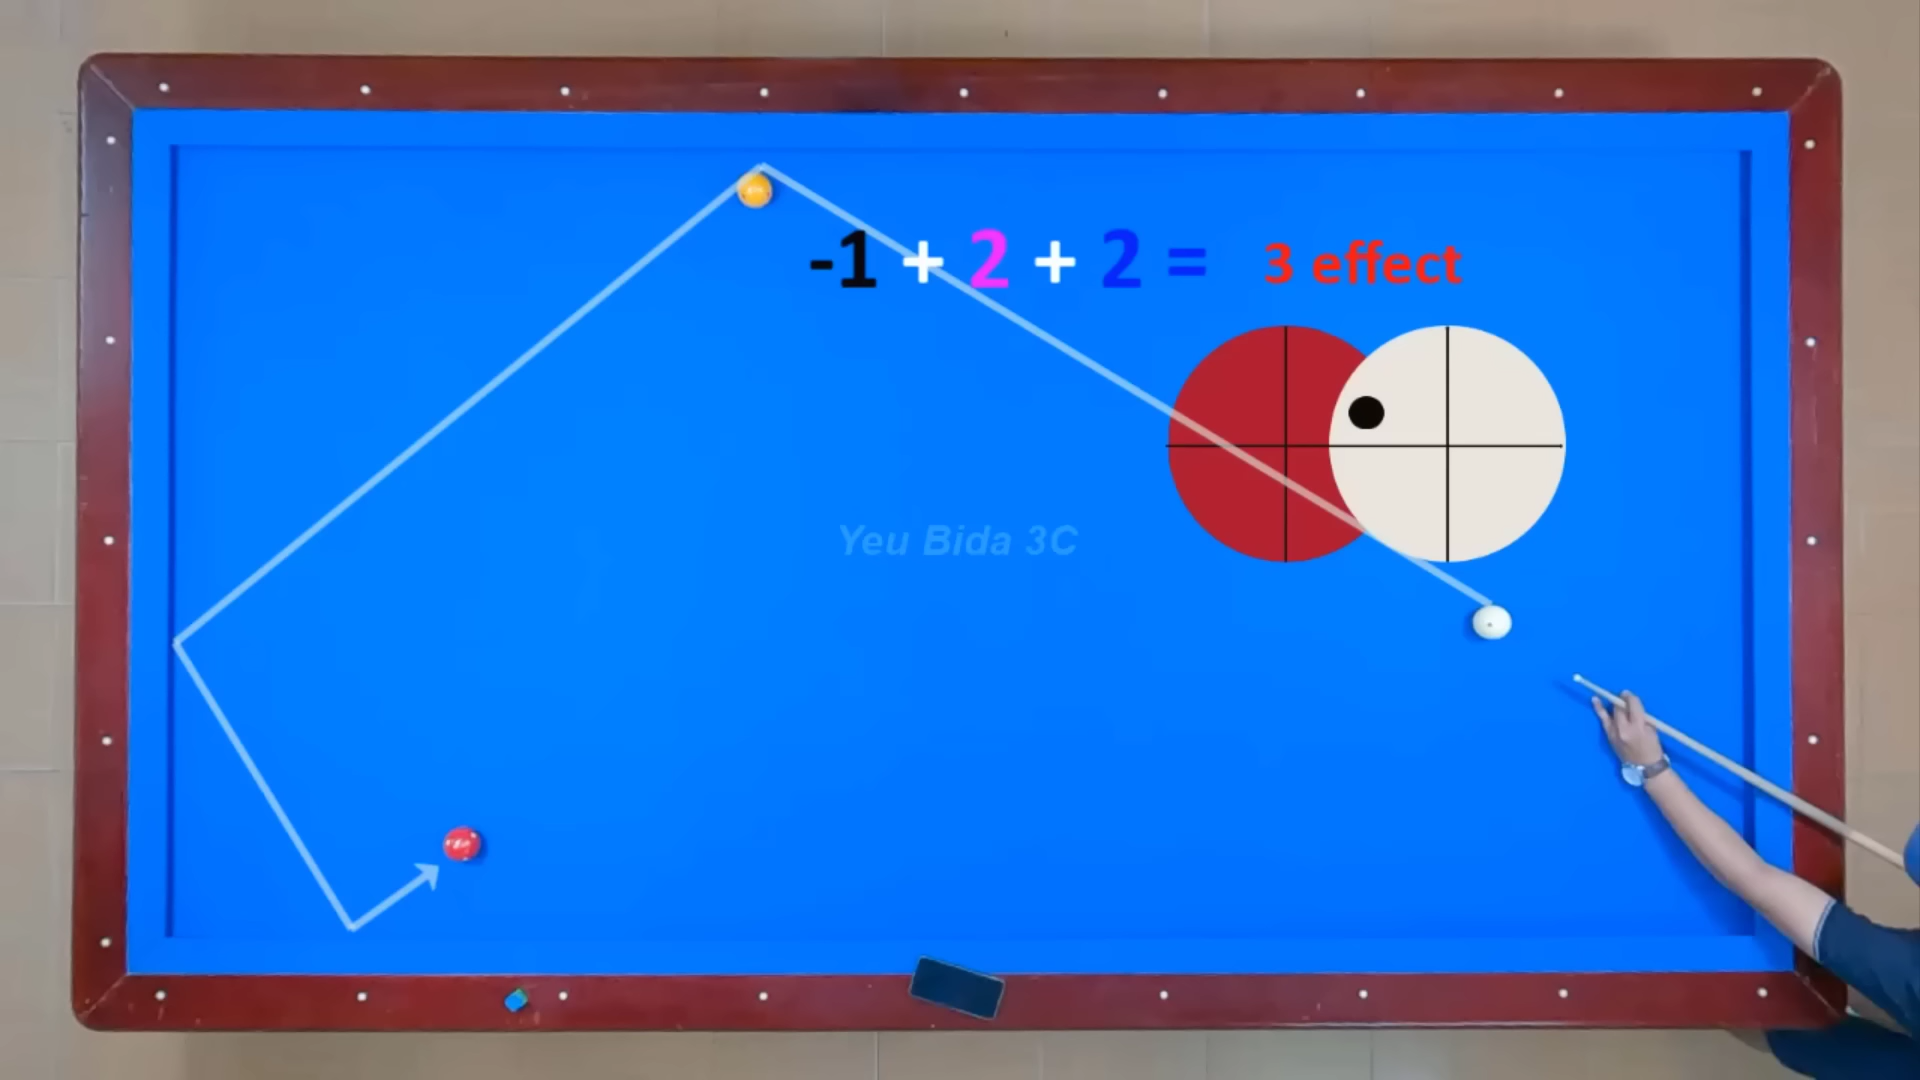 -1 + 2 + 2 = 3 effect
Yeu Bida 3C